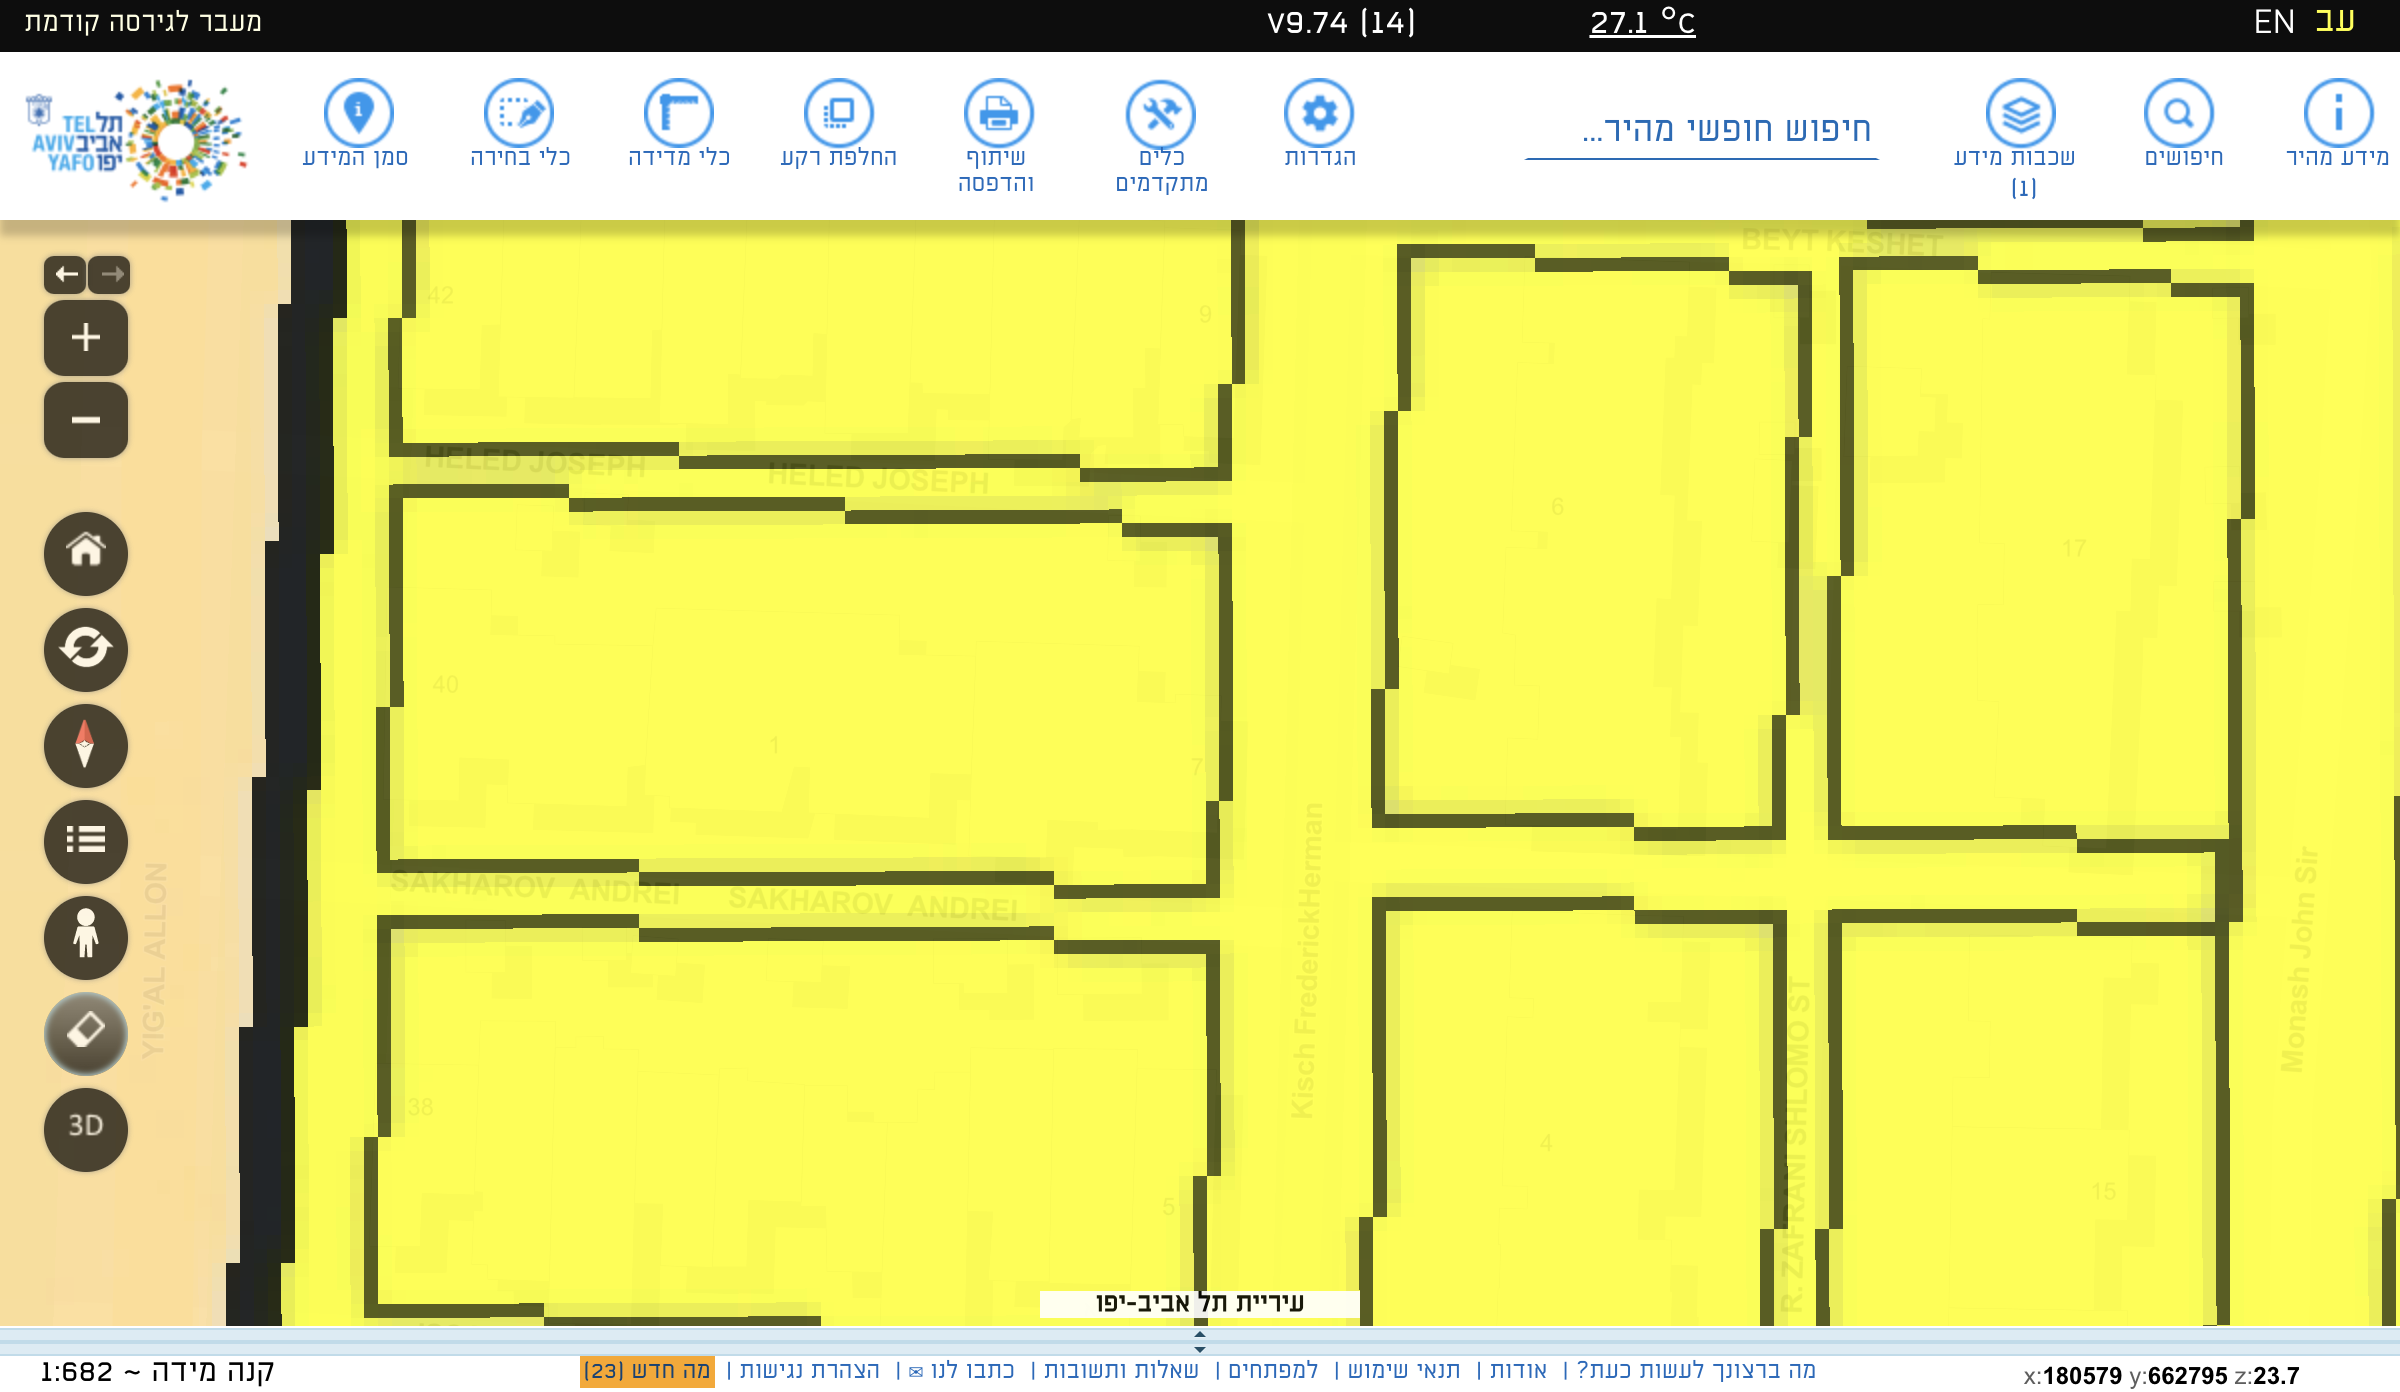 מעבר לגירסה קודמת
V9.74 (14)
27.1 °C
EN עב
תל אביב יפו
TEL AVIV YAFO
סמן המידע
כלי בחירה
כלי מדידה
החלפת רקע
שיתוף והדפסה
כלים מתקדמים
הגדרות
חיפוש חופשי מהיר...
שכבות מידע (1)
חיפושים
מידע מהיר
BEYT KESHET
42
9
HELED JOSEPH
HELED JOSEPH
6
17
40
1
7
SAKHAROV ANDREI
SAKHAROV ANDREI
YIG'AL ALLON
Kisch FrederickHerman
Monash John Sir
R. ZAFRANI SHLOMO ST
38
4
5
15
3D
עיריית תל אביב-יפו
קנה מידה ~ 1:682
מה ברצונך לעשות כעת? | אודות | תנאי שימוש | למפתחים | שאלות ותשובות | כתבו לנו ✉ | הצהרת נגישות | מה חדש (23)
x:180579 y:662795 z:23.7